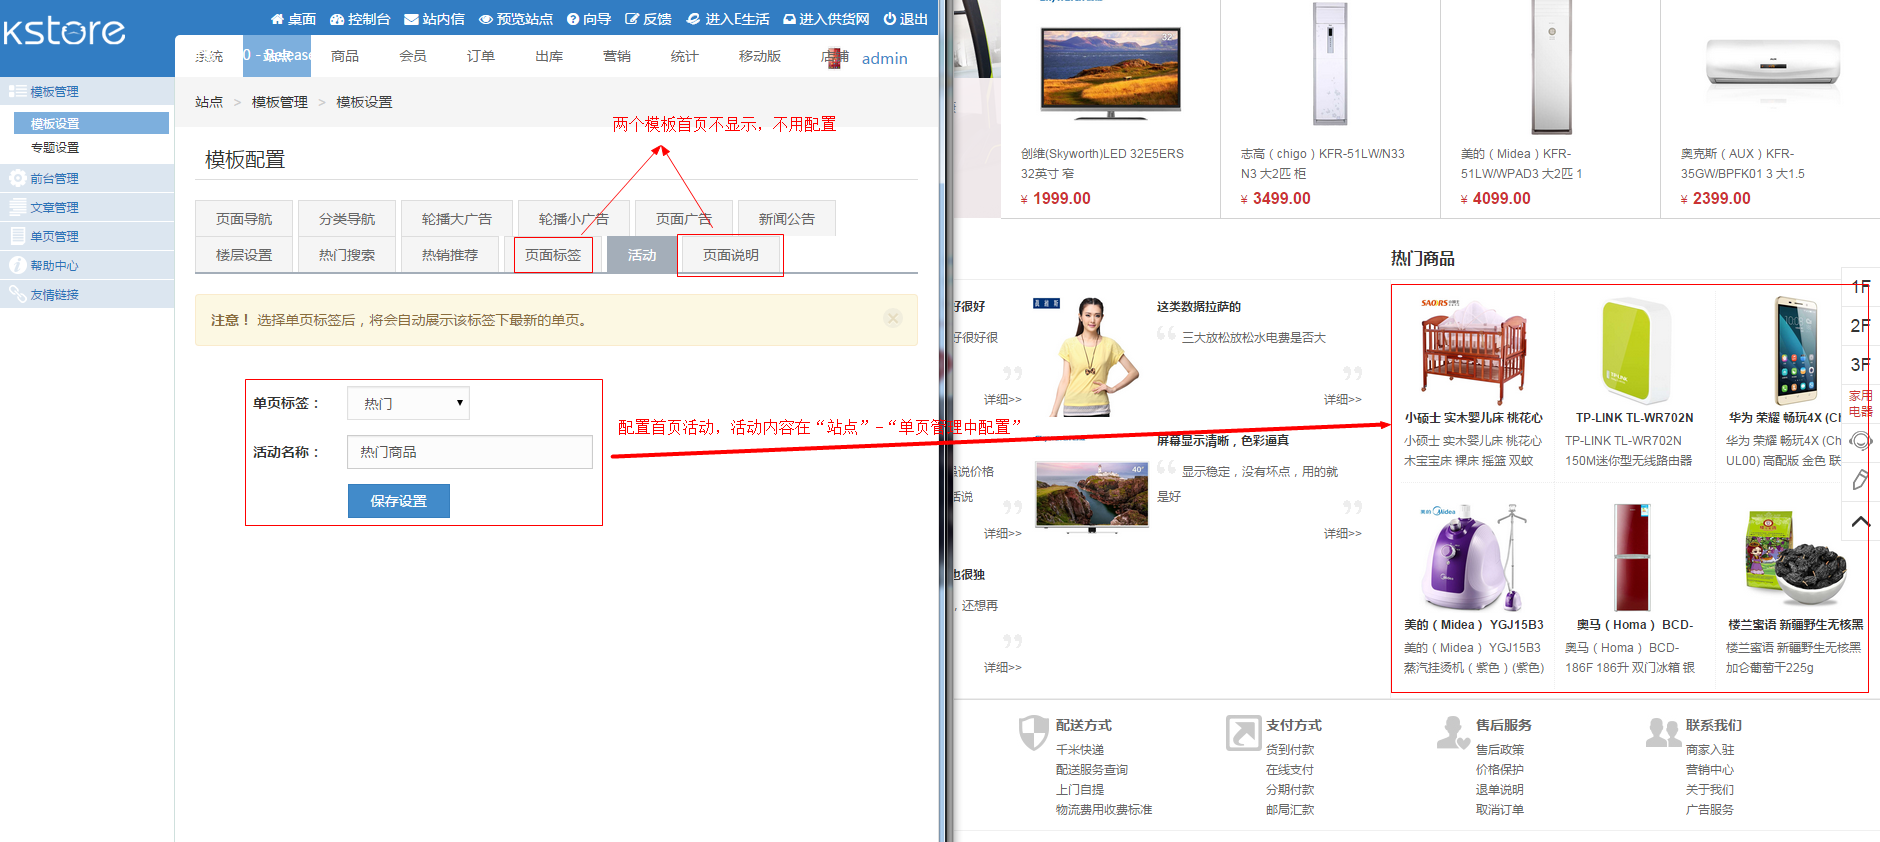 kstore
桌面 控制台 站内信 预览站点 向导 反馈 进入E生活 进入供货网 退出
系统 站点 商品 会员 订单 出库 营销 统计 移动版 店铺 admin
0 - Release
模板管理
模板设置
专题设置
前台管理
文章管理
单页管理
帮助中心
友情链接
站点 > 模板管理 > 模板设置
两个模板首页不显示，不用配置
模板配置
页面导航 分类导航 轮播大广告 轮播小广告 页面广告 新闻公告
楼层设置 热门搜索 热销推荐 页面标签 活动 页面说明
注意！ 选择单页标签后，将会自动展示该标签下最新的单页。
单页标签： 热门
活动名称： 热门商品
保存设置
配置首页活动，活动内容在“站点”-“单页管理中配置”
创维(Skyworth)LED 32E5ERS
32英寸 窄
¥ 1999.00
志高（chigo）KFR-51LW/N33
N3 大2匹 柜
¥ 3499.00
美的（Midea）KFR-
51LW/WPAD3 大2匹 1
¥ 4099.00
奥克斯（AUX）KFR-
35GW/BPFK01 3 大1.5
¥ 2399.00
热门商品
好很好
好很好很
详细>>
这类数据拉萨的
三大放松放松水电费是否大
详细>>
说价格
话说
详细>>
屏幕显示清晰，色彩逼真
显示稳定，没有坏点，用的就
是好
详细>>
也很独
，还想再
详细>>
小硕士 实木婴儿床 桃花心
小硕士 实木婴儿床 桃花心
木宝宝床 裸床 摇篮 双蚊
TP-LINK TL-WR702N
TP-LINK TL-WR702N
150M迷你型无线路由器
华为 荣耀 畅玩4X (Ch
华为 荣耀 畅玩4X (Ch
UL00) 高配版 金色 联
美的（Midea） YGJ15B3
美的（Midea） YGJ15B3
蒸汽挂烫机（紫色）(紫色)
奥马（Homa） BCD-
奥马（Homa） BCD-
186F 186升 双门冰箱 银
楼兰蜜语 新疆野生无核黑
楼兰蜜语 新疆野生无核黑
加仑葡萄干225g
1F
2F
3F
家用
电器
配送方式
千米快递
配送服务查询
上门自提
物流费用收费标准
支付方式
货到付款
在线支付
分期付款
邮局汇款
售后服务
售后政策
价格保护
退单说明
取消订单
联系我们
商家入驻
营销中心
关于我们
广告服务